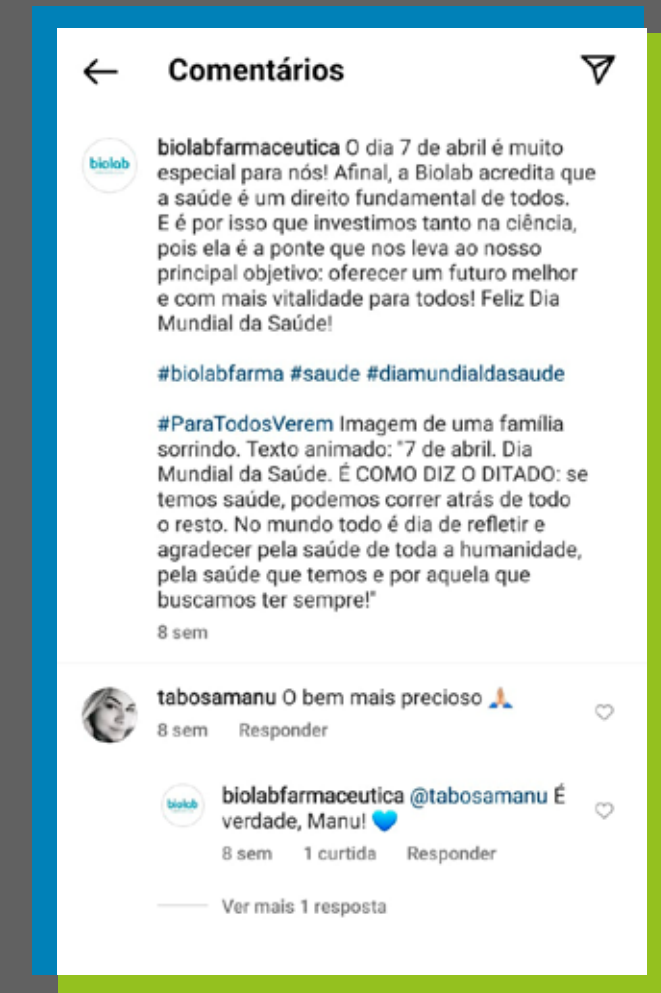 Comentários
biolab
biolabfarmaceutica O dia 7 de abril é muito
especial para nós! Afinal, a Biolab acredita que
a saúde é um direito fundamental de todos.
E é por isso que investimos tanto na ciência,
pois ela é a ponte que nos leva ao nosso
principal objetivo: oferecer um futuro melhor
e com mais vitalidade para todos! Feliz Dia
Mundial da Saúde!
#biolabfarma #saude #diamundialdasaude
#ParaTodosVerem Imagem de uma família
sorrindo. Texto animado: "7 de abril. Dia
Mundial da Saúde. É COMO DIZ O DITADO: se
temos saúde, podemos correr atrás de todo
o resto. No mundo todo é dia de refletir e
agradecer pela saúde de toda a humanidade,
pela saúde que temos e por aquela que
buscamos ter sempre!"
8 sem
tabosamanu O bem mais precioso 🙏🏼
8 sem Responder
biolab
biolabfarmaceutica @tabosamanu É
verdade, Manu! 💙
8 sem 1 curtida Responder
Ver mais 1 resposta